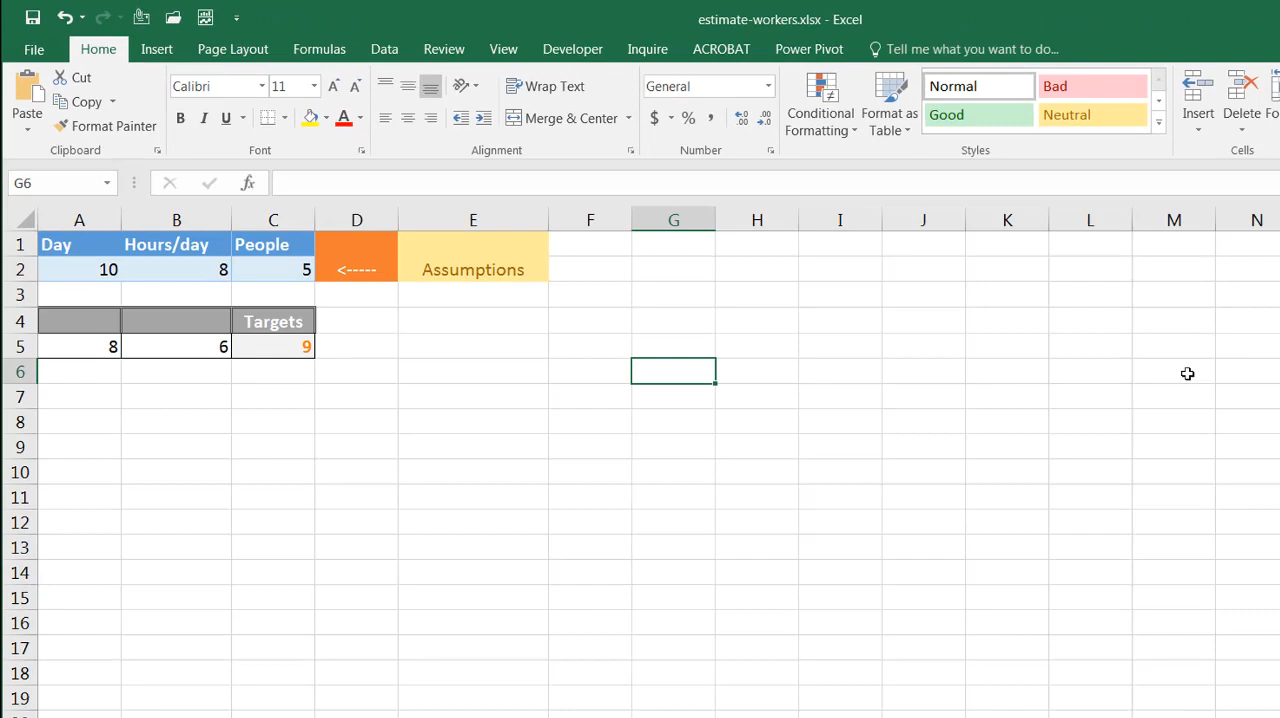 estimate-workers.xlsx - Excel
File Home Insert Page Layout Formulas Data Review View Developer Inquire ACROBAT Power Pivot Tell me what you want to do...
Paste
Cut
Copy
Format Painter
Clipboard
Calibri 11
B I U
Font
Wrap Text
Merge & Center
Alignment
General
$ % ,
Number
Conditional Formatting
Format as Table
Normal Bad
Good Neutral
Styles
Insert Delete
Cells
G6 fx
A B C D E F G H I J K L M N
1 Day Hours/day People
2 10 8 5 <----- Assumptions
3
4 Targets
5 8 6 9
6
7
8
9
10
11
12
13
14
15
16
17
18
19